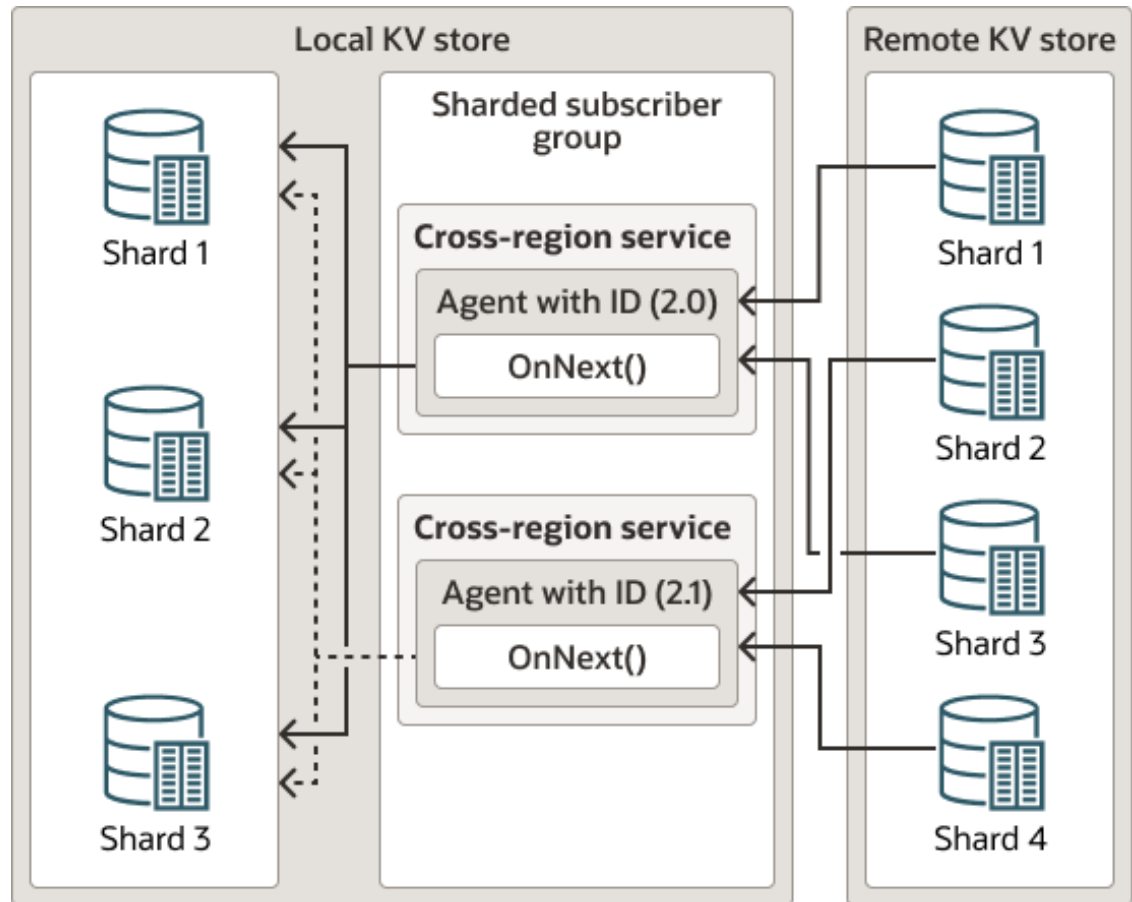 Local KV store
Shard 1
Shard 2
Shard 3
Sharded subscriber
group
Cross-region service
Agent with ID (2.0)
OnNext()
Cross-region service
Agent with ID (2.1)
OnNext()
Remote KV store
Shard 1
Shard 2
Shard 3
Shard 4